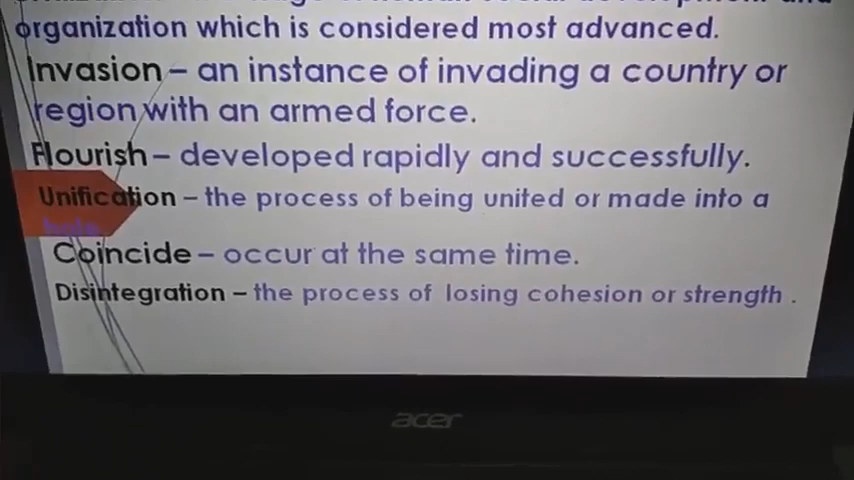 organization which is considered most advanced.
Invasion – an instance of invading a country or
region with an armed force.
Flourish – developed rapidly and successfully.
Unification – the process of being united or made into a
hole.
Coincide – occur at the same time.
Disintegration – the process of losing cohesion or strength .
acer